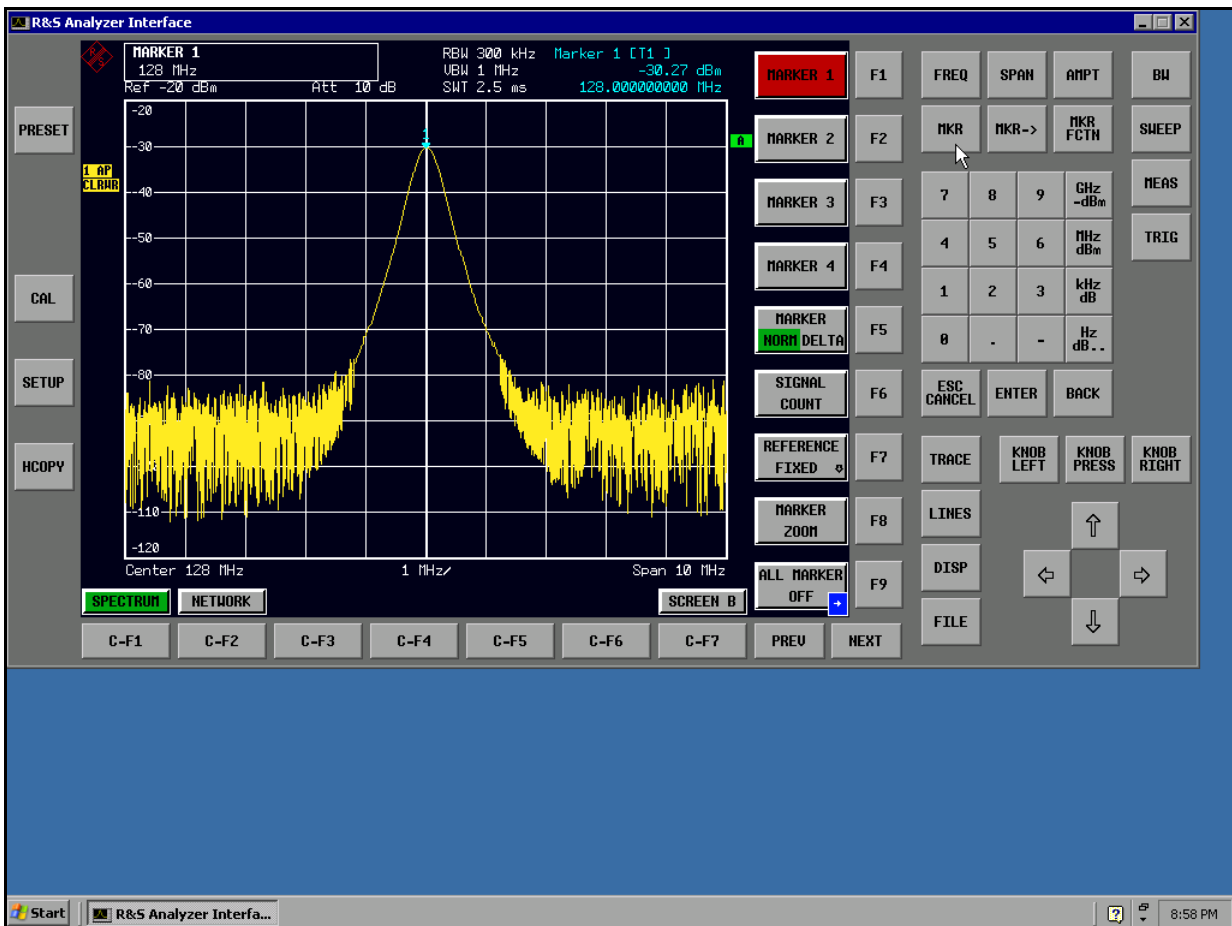 R&S Analyzer Interface
MARKER 1
128 MHz
RBW 300 kHz
Marker 1 [T1 ]
VBW 1 MHz
-30.27 dBm
Ref -20 dBm
Att 10 dB
SWT 2.5 ms
128.000000000 MHz
1 AP
CLRWR
A
1
-20
-30
-40
-50
-60
-70
-80
-110
-120
Center 128 MHz
1 MHz/
Span 10 MHz
SPECTRUM
NETWORK
SCREEN B
PRESET
CAL
SETUP
HCOPY
MARKER 1
F1
MARKER 2
F2
MARKER 3
F3
MARKER 4
F4
MARKER
NORM DELTA
F5
SIGNAL
COUNT
F6
REFERENCE
FIXED
F7
MARKER
ZOOM
F8
ALL MARKER
OFF
F9
C-F1
C-F2
C-F3
C-F4
C-F5
C-F6
C-F7
PREV
NEXT
FREQ
SPAN
AMPT
BW
MKR
MKR->
MKR
FCTN
SWEEP
7
8
9
GHz
-dBm
MEAS
4
5
6
MHz
dBm
TRIG
1
2
3
kHz
dB
0
.
-
Hz
dB..
ESC
CANCEL
ENTER
BACK
TRACE
KNOB
LEFT
KNOB
PRESS
KNOB
RIGHT
LINES
DISP
FILE
Start
R&S Analyzer Interfa...
8:58 PM